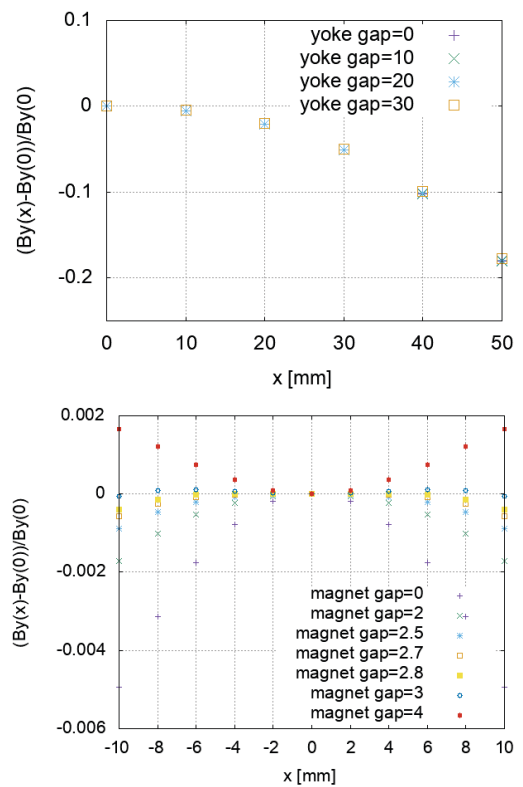 0.1
0
-0.1
-0.2
(By(x)-By(0))/By(0)
yoke gap=0
yoke gap=10
yoke gap=20
yoke gap=30
0 10 20 30 40 50
x [mm]
0.002
0
-0.002
-0.004
-0.006
(By(x)-By(0))/By(0)
magnet gap=0
magnet gap=2
magnet gap=2.5
magnet gap=2.7
magnet gap=2.8
magnet gap=3
magnet gap=4
-10 -8 -6 -4 -2 0 2 4 6 8 10
x [mm]